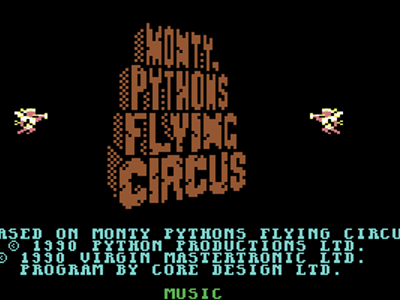 MONTY,
PYTHONS
FLYING
CIRCUS
ASED ON MONTY PYTHONS FLYING CIRCU
© 1990 PYTHON PRODUCTIONS LTD.
© 1990 VIRGIN MASTERTRONIC LTD.
PROGRAM BY CORE DESIGN LTD.
MUSIC